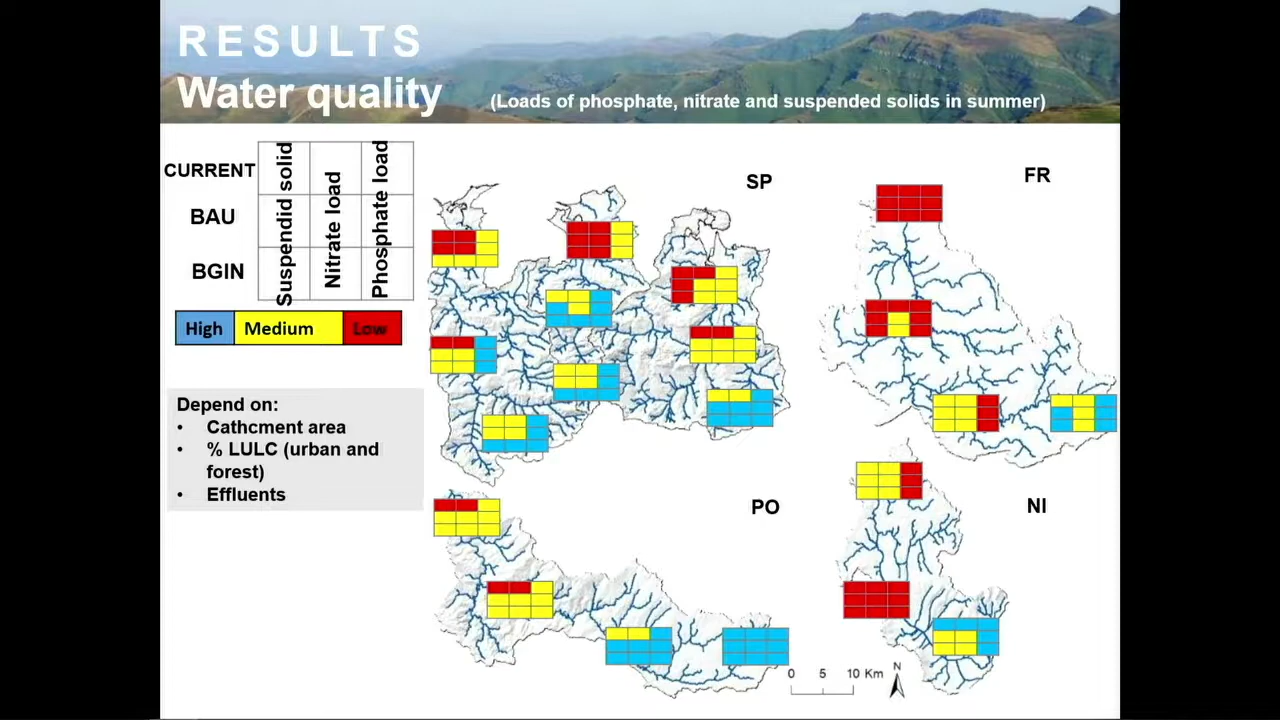 RESULTS
Water quality
(Loads of phosphate, nitrate and suspended solids in summer)
CURRENT
BAU
BGIN
Suspendid solid
Nitrate load
Phosphate load
High
Medium
Low
Depend on:
• Cathcment area
• % LULC (urban and
forest)
• Effluents
SP
FR
PO
NI
0 5 10 Km
N